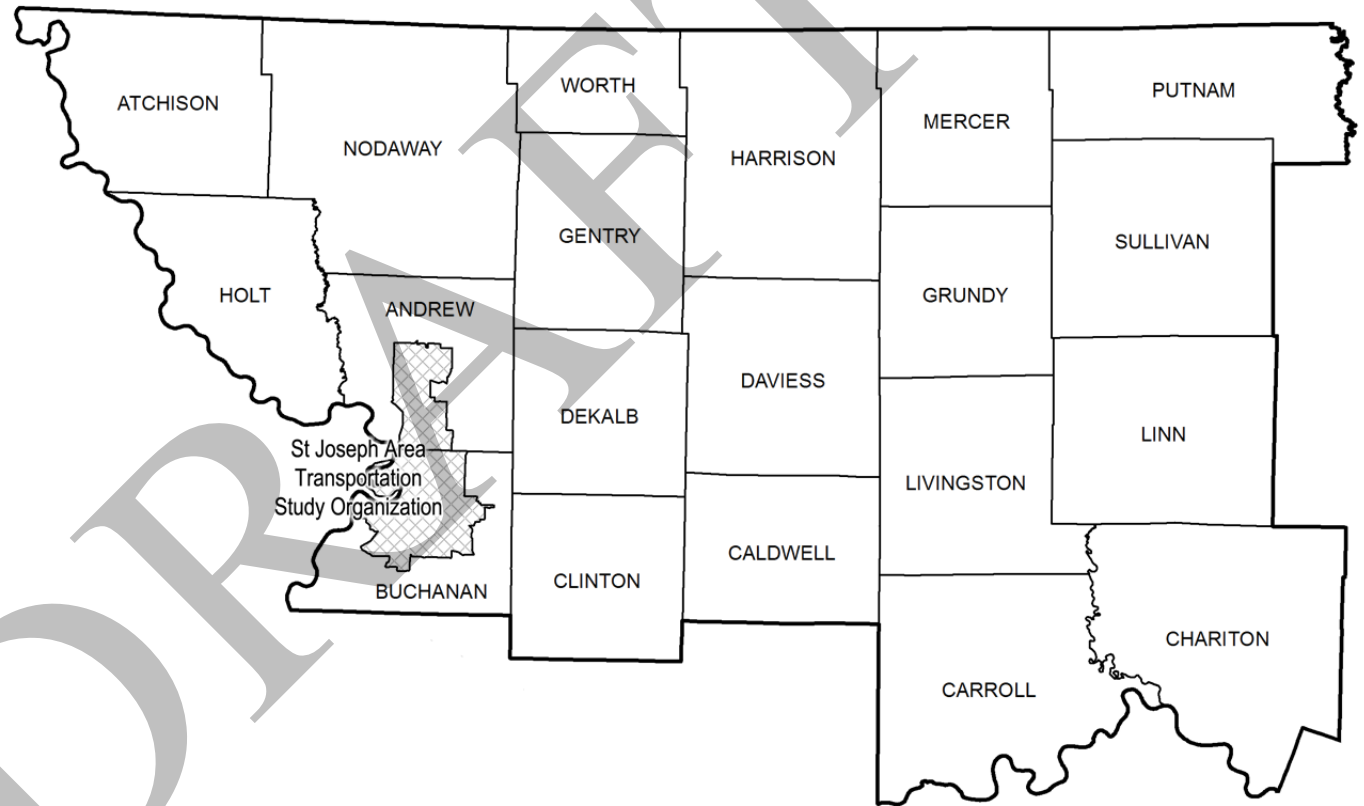 ATCHISON
NODAWAY
WORTH
HARRISON
MERCER
PUTNAM
HOLT
ANDREW
GENTRY
GRUNDY
SULLIVAN
DEKALB
DAVIESS
LIVINGSTON
LINN
St Joseph Area
Transportation
Study Organization
BUCHANAN
CLINTON
CALDWELL
CARROLL
CHARITON
DRAFT